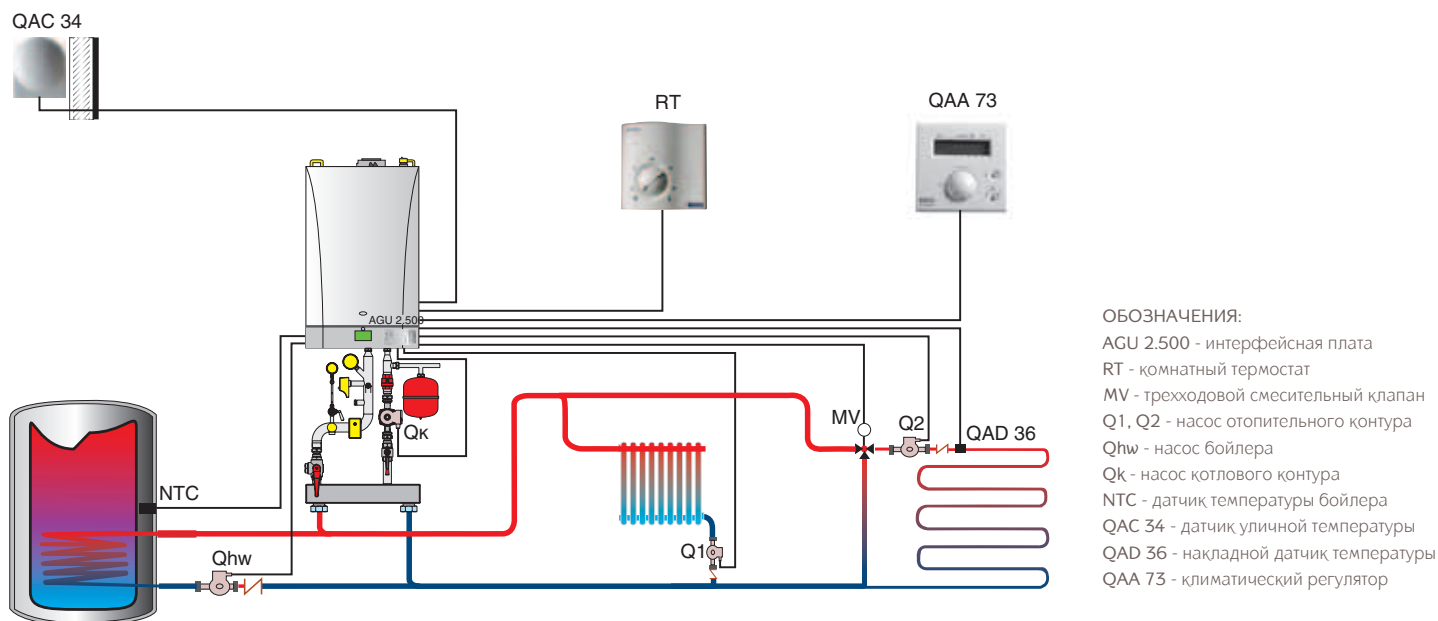 QAC 34
RT
QAA 73
AGU 2.500
Qк
MV
Q2
QAD 36
NTC
Q1
Qhw
ОБОЗНАЧЕНИЯ:
AGU 2.500 - интерфейсная плата
RT - комнатный термостат
MV - трехходовой смесительный клапан
Q1, Q2 - насос отопительного контура
Qhw - насос бойлера
Qk - насос котлового контура
NTC - датчик температуры бойлера
QAC 34 - датчик уличной температуры
QAD 36 - накладной датчик температуры
QAA 73 - климатический регулятор